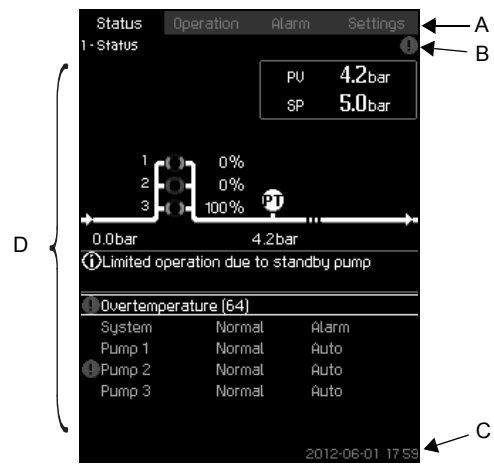 Status Operation Alarm Settings A
1 - Status B
PV 4.2bar
SP 5.0bar
1 0%
2 0%
3 100% PT
0.0bar 4.2bar
D
Limited operation due to standby pump
Overtemperature (64)
System Normal Alarm
Pump 1 Normal Auto
Pump 2 Normal Auto
Pump 3 Normal Auto
C
2012-06-01 17:59